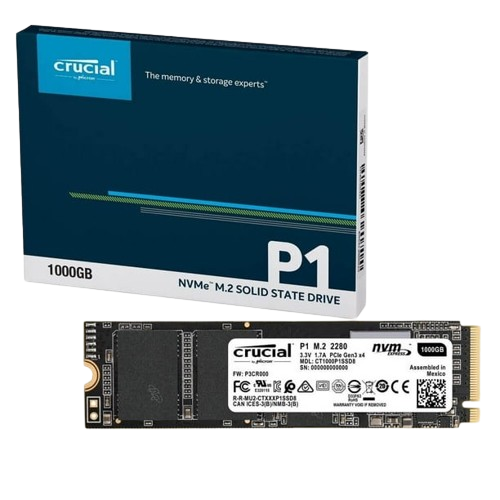 crucial
by Micron
The memory & storage experts™
1000GB
P1
NVMe™ M.2 SOLID STATE DRIVE
crucial
by Micron
P1 M.2 2280
3.3V 1.7A PCIe Gen3 x4
MDL: CT1000P1SSD8
SN: 000000000000
nvm
EXPRESS
1000GB
FW: P3CR000
Assembled in
Mexico
R-R-MU2-CTXXXP1SSD8
CAN ICES-3(B)/NMB-3(B)
WARRANTY VOID IF REMOVED